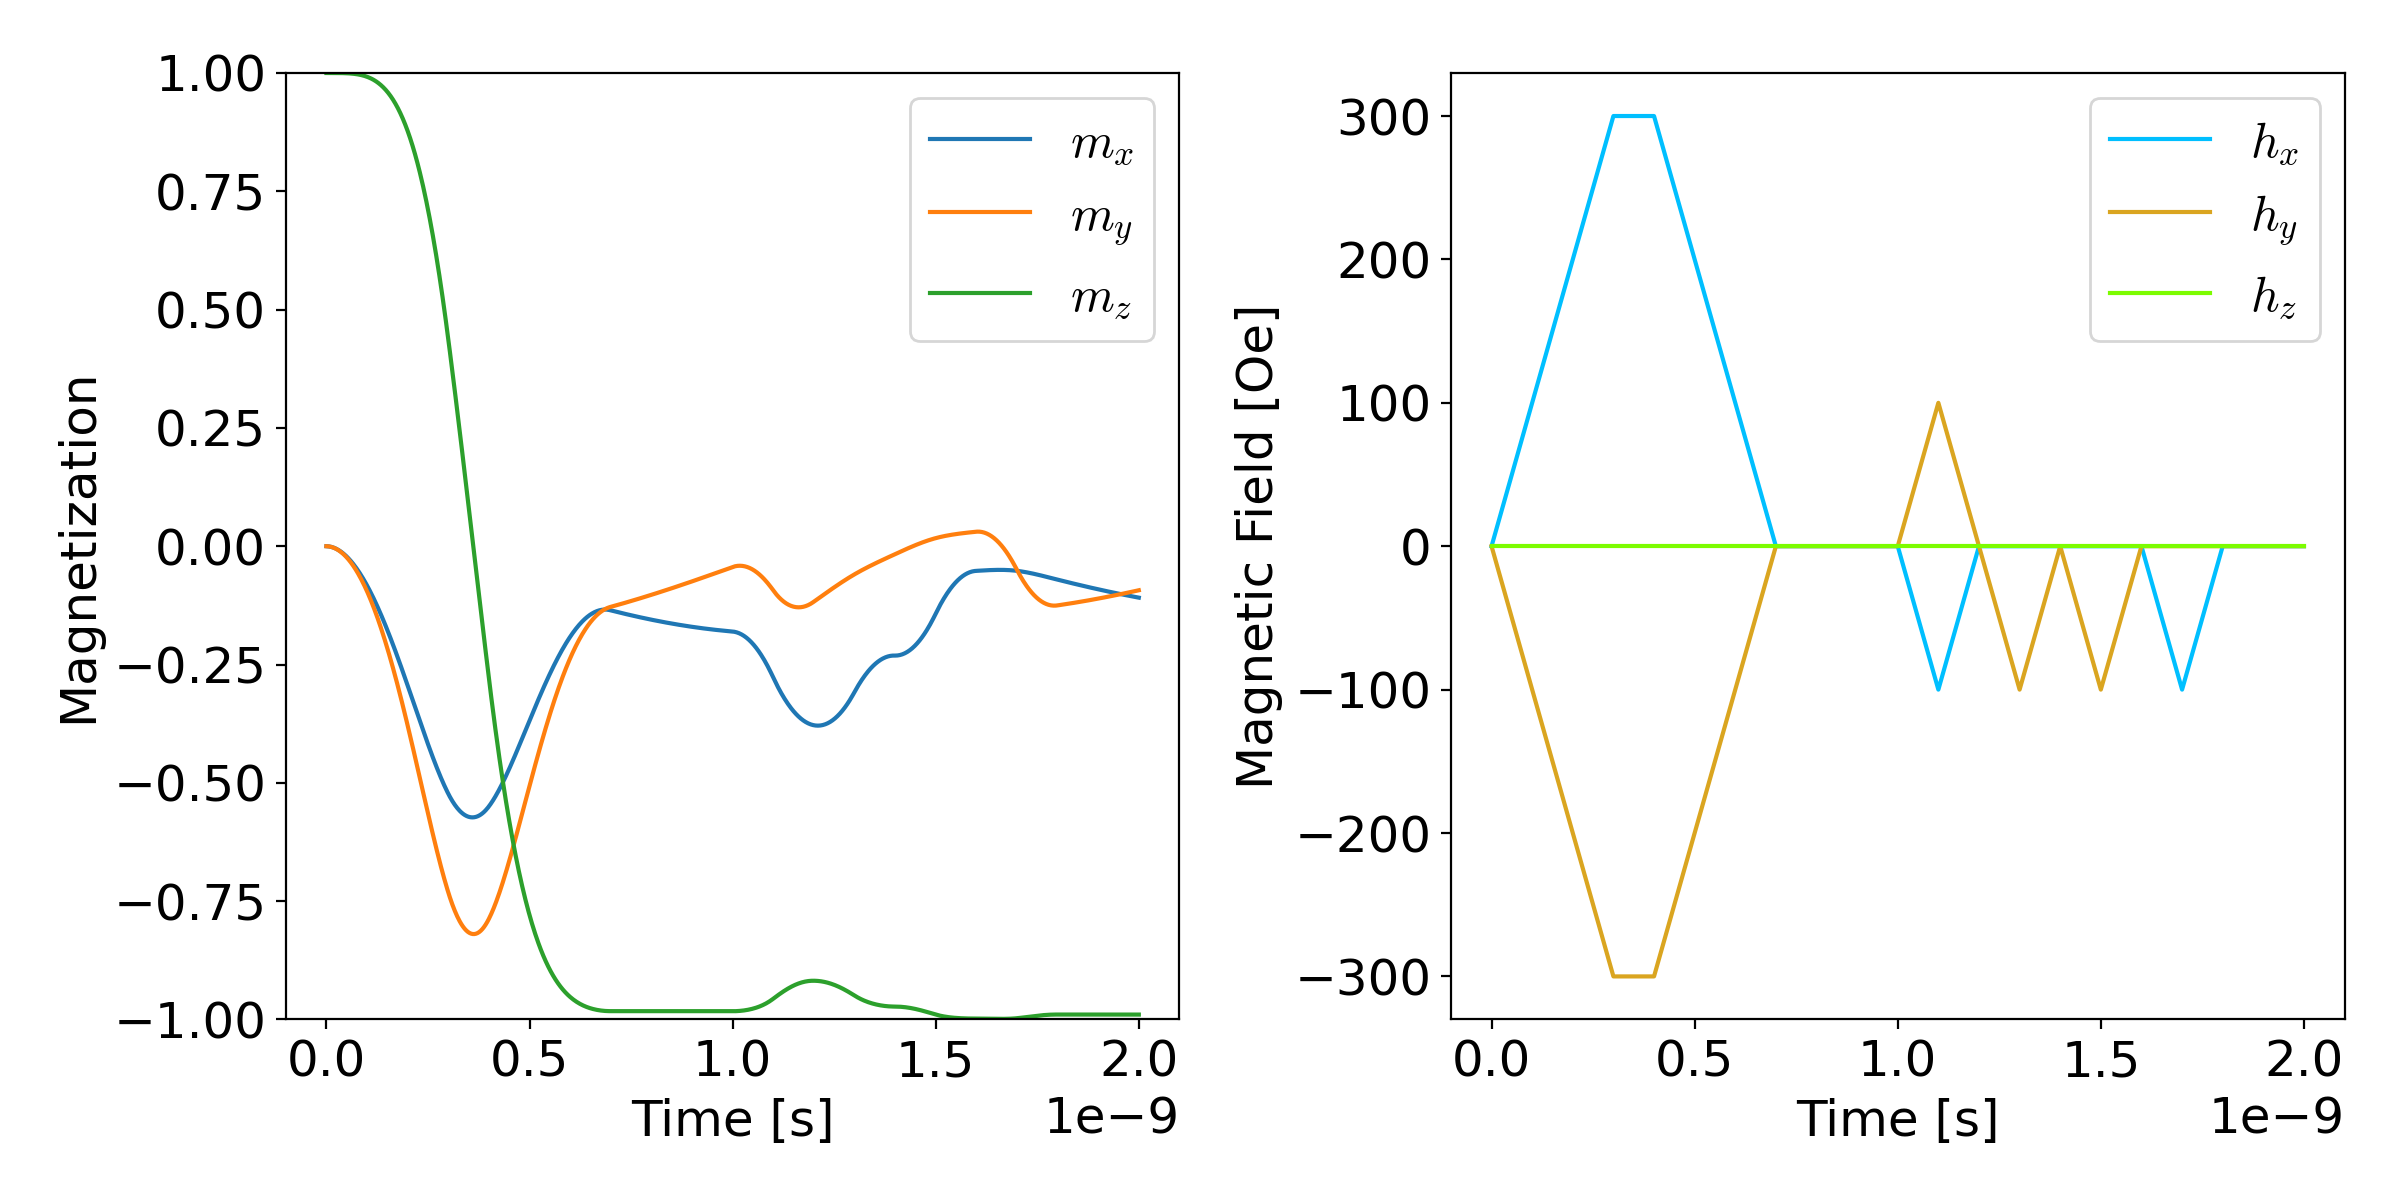 Magnetization
1.00
0.75
0.50
0.25
0.00
−0.25
−0.50
−0.75
−1.00
m_x
m_y
m_z
0.0 0.5 1.0 1.5 2.0
Time [s]
1e−9
Magnetic Field [Oe]
300
200
100
0
−100
−200
−300
h_x
h_y
h_z
0.0 0.5 1.0 1.5 2.0
Time [s]
1e−9